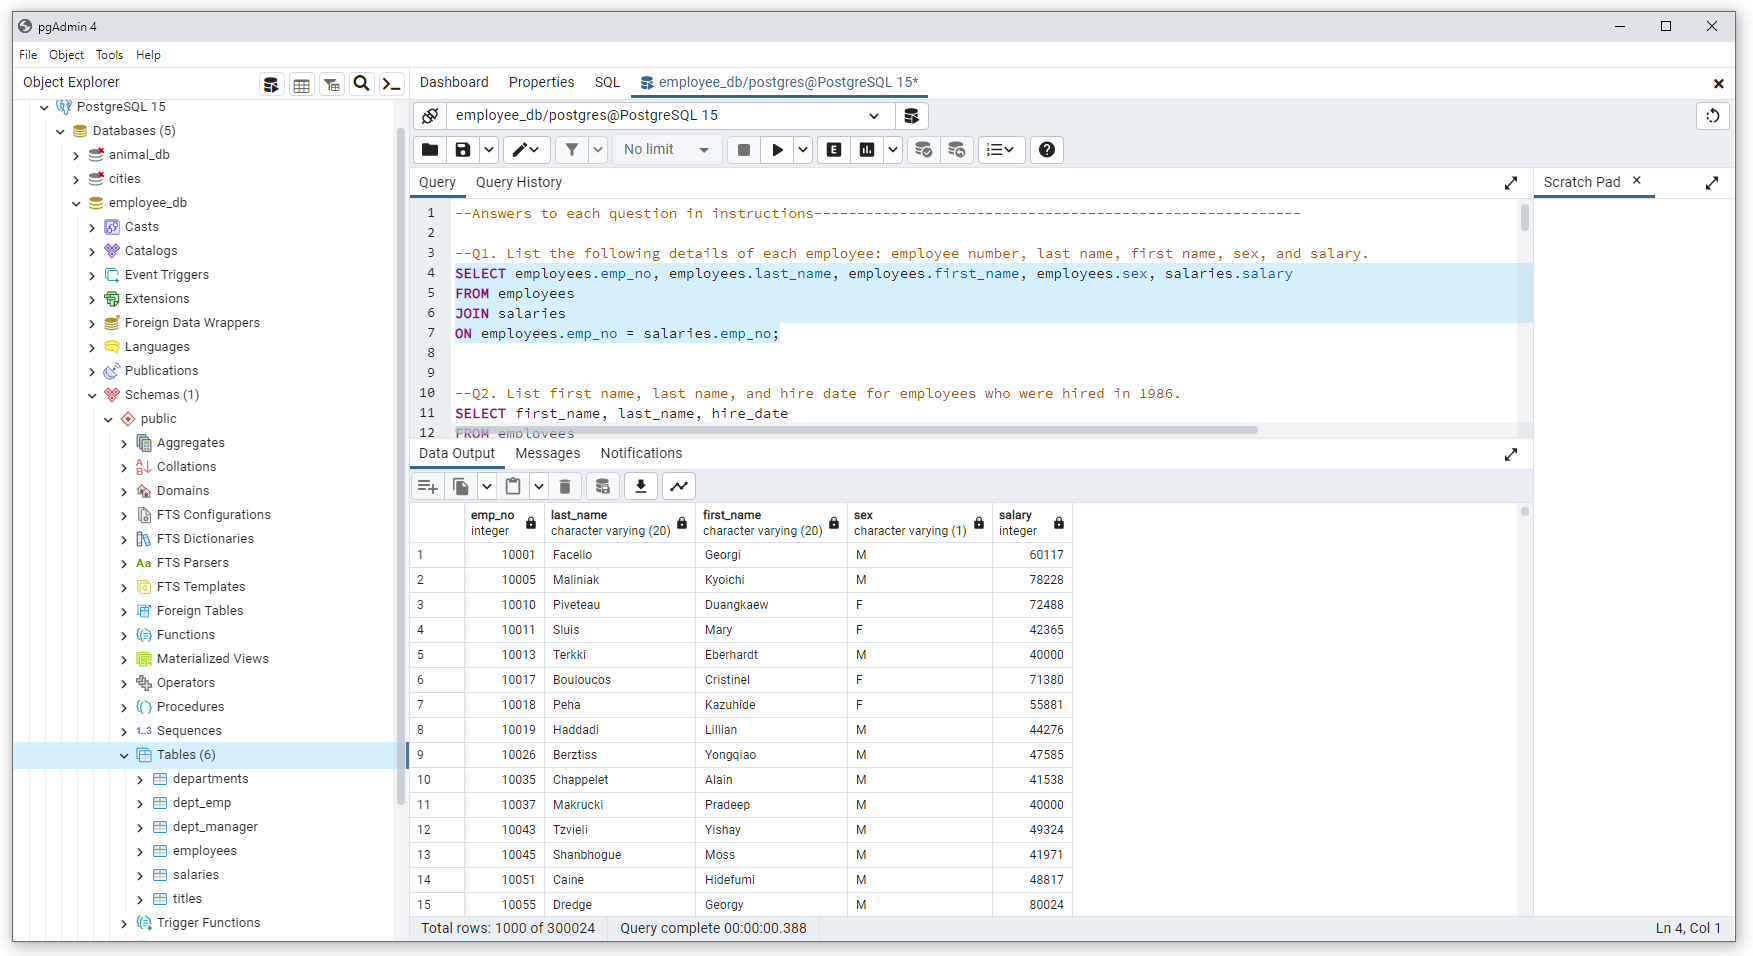 pgAdmin 4
File Object Tools Help
Object Explorer
PostgreSQL 15
Databases (5)
animal_db
cities
employee_db
Casts
Catalogs
Event Triggers
Extensions
Foreign Data Wrappers
Languages
Publications
Schemas (1)
public
Aggregates
Collations
Domains
FTS Configurations
FTS Dictionaries
Aa FTS Parsers
FTS Templates
Foreign Tables
Functions
Materialized Views
Operators
Procedures
1..3 Sequences
Tables (6)
departments
dept_emp
dept_manager
employees
salaries
titles
Trigger Functions
Dashboard Properties SQL employee_db/postgres@PostgreSQL 15*
employee_db/postgres@PostgreSQL 15
No limit E
Query Query History
Scratch Pad
1 --Answers to each question in instructions---------------------------------------------------------
2
3 --Q1. List the following details of each employee: employee number, last name, first name, sex, and salary.
4 SELECT employees.emp_no, employees.last_name, employees.first_name, employees.sex, salaries.salary
5 FROM employees
6 JOIN salaries
7 ON employees.emp_no = salaries.emp_no;
8
9
10 --Q2. List first name, last name, and hire date for employees who were hired in 1986.
11 SELECT first_name, last_name, hire_date
12 FROM employees
Data Output Messages Notifications
emp_no last_name first_name sex salary
integer character varying (20) character varying (20) character varying (1) integer
1 10001 Facello Georgi M 60117
2 10005 Maliniak Kyoichi M 78228
3 10010 Piveteau Duangkaew F 72488
4 10011 Sluis Mary F 42365
5 10013 Terkki Eberhardt M 40000
6 10017 Bouloucos Cristinel F 71380
7 10018 Peha Kazuhide F 55881
8 10019 Haddadi Lillian M 44276
9 10026 Berztiss Yongqiao M 47585
10 10035 Chappelet Alain M 41538
11 10037 Makrucki Pradeep M 40000
12 10043 Tzvieli Yishay M 49324
13 10045 Shanbhogue Moss M 41971
14 10051 Caine Hidefumi M 48817
15 10055 Dredge Georgy M 80024
Total rows: 1000 of 300024 Query complete 00:00:00.388 Ln 4, Col 1